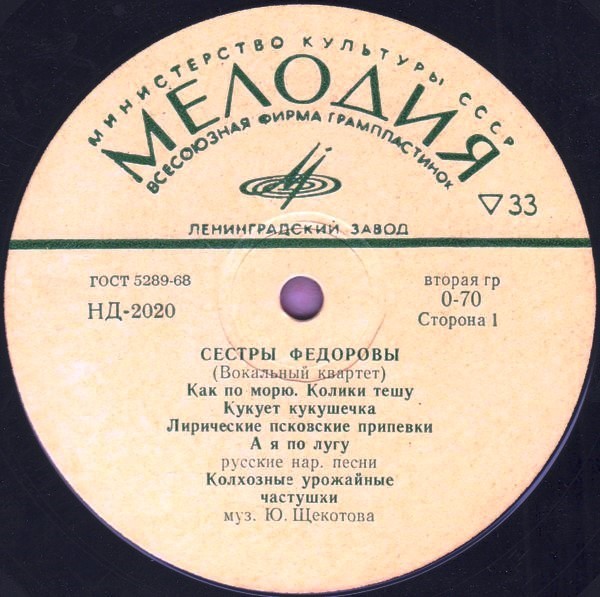 МИНИСТЕРСТВО КУЛЬТУРЫ СССР
МЕЛОДИЯ
ВСЕСОЮЗНАЯ ФИРМА ГРАМПЛАСТИНОК
▽33
ЛЕНИНГРАДСКИЙ ЗАВОД
ГОСТ 5289-68
НД-2020
вторая гр
0-70
Сторона 1
СЕСТРЫ ФЕДОРОВЫ
(Вокальный квартет)
Как по морю. Колики тешу
Кукует кукушечка
Лирические псковские припевки
А я по лугу
русские нар. песни
Колхозные урожайные
частушки
муз. Ю. Щекотова